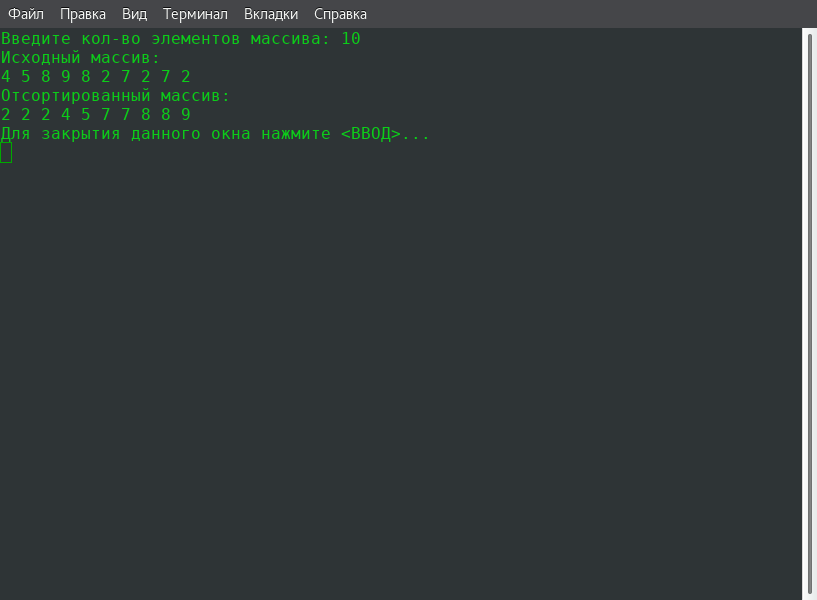 Файл Правка Вид Терминал Вкладки Справка
Введите кол-во элементов массива: 10
Исходный массив:
4 5 8 9 8 2 7 2 7 2
Отсортированный массив:
2 2 2 4 5 7 7 8 8 9
Для закрытия данного окна нажмите <ВВОД>...